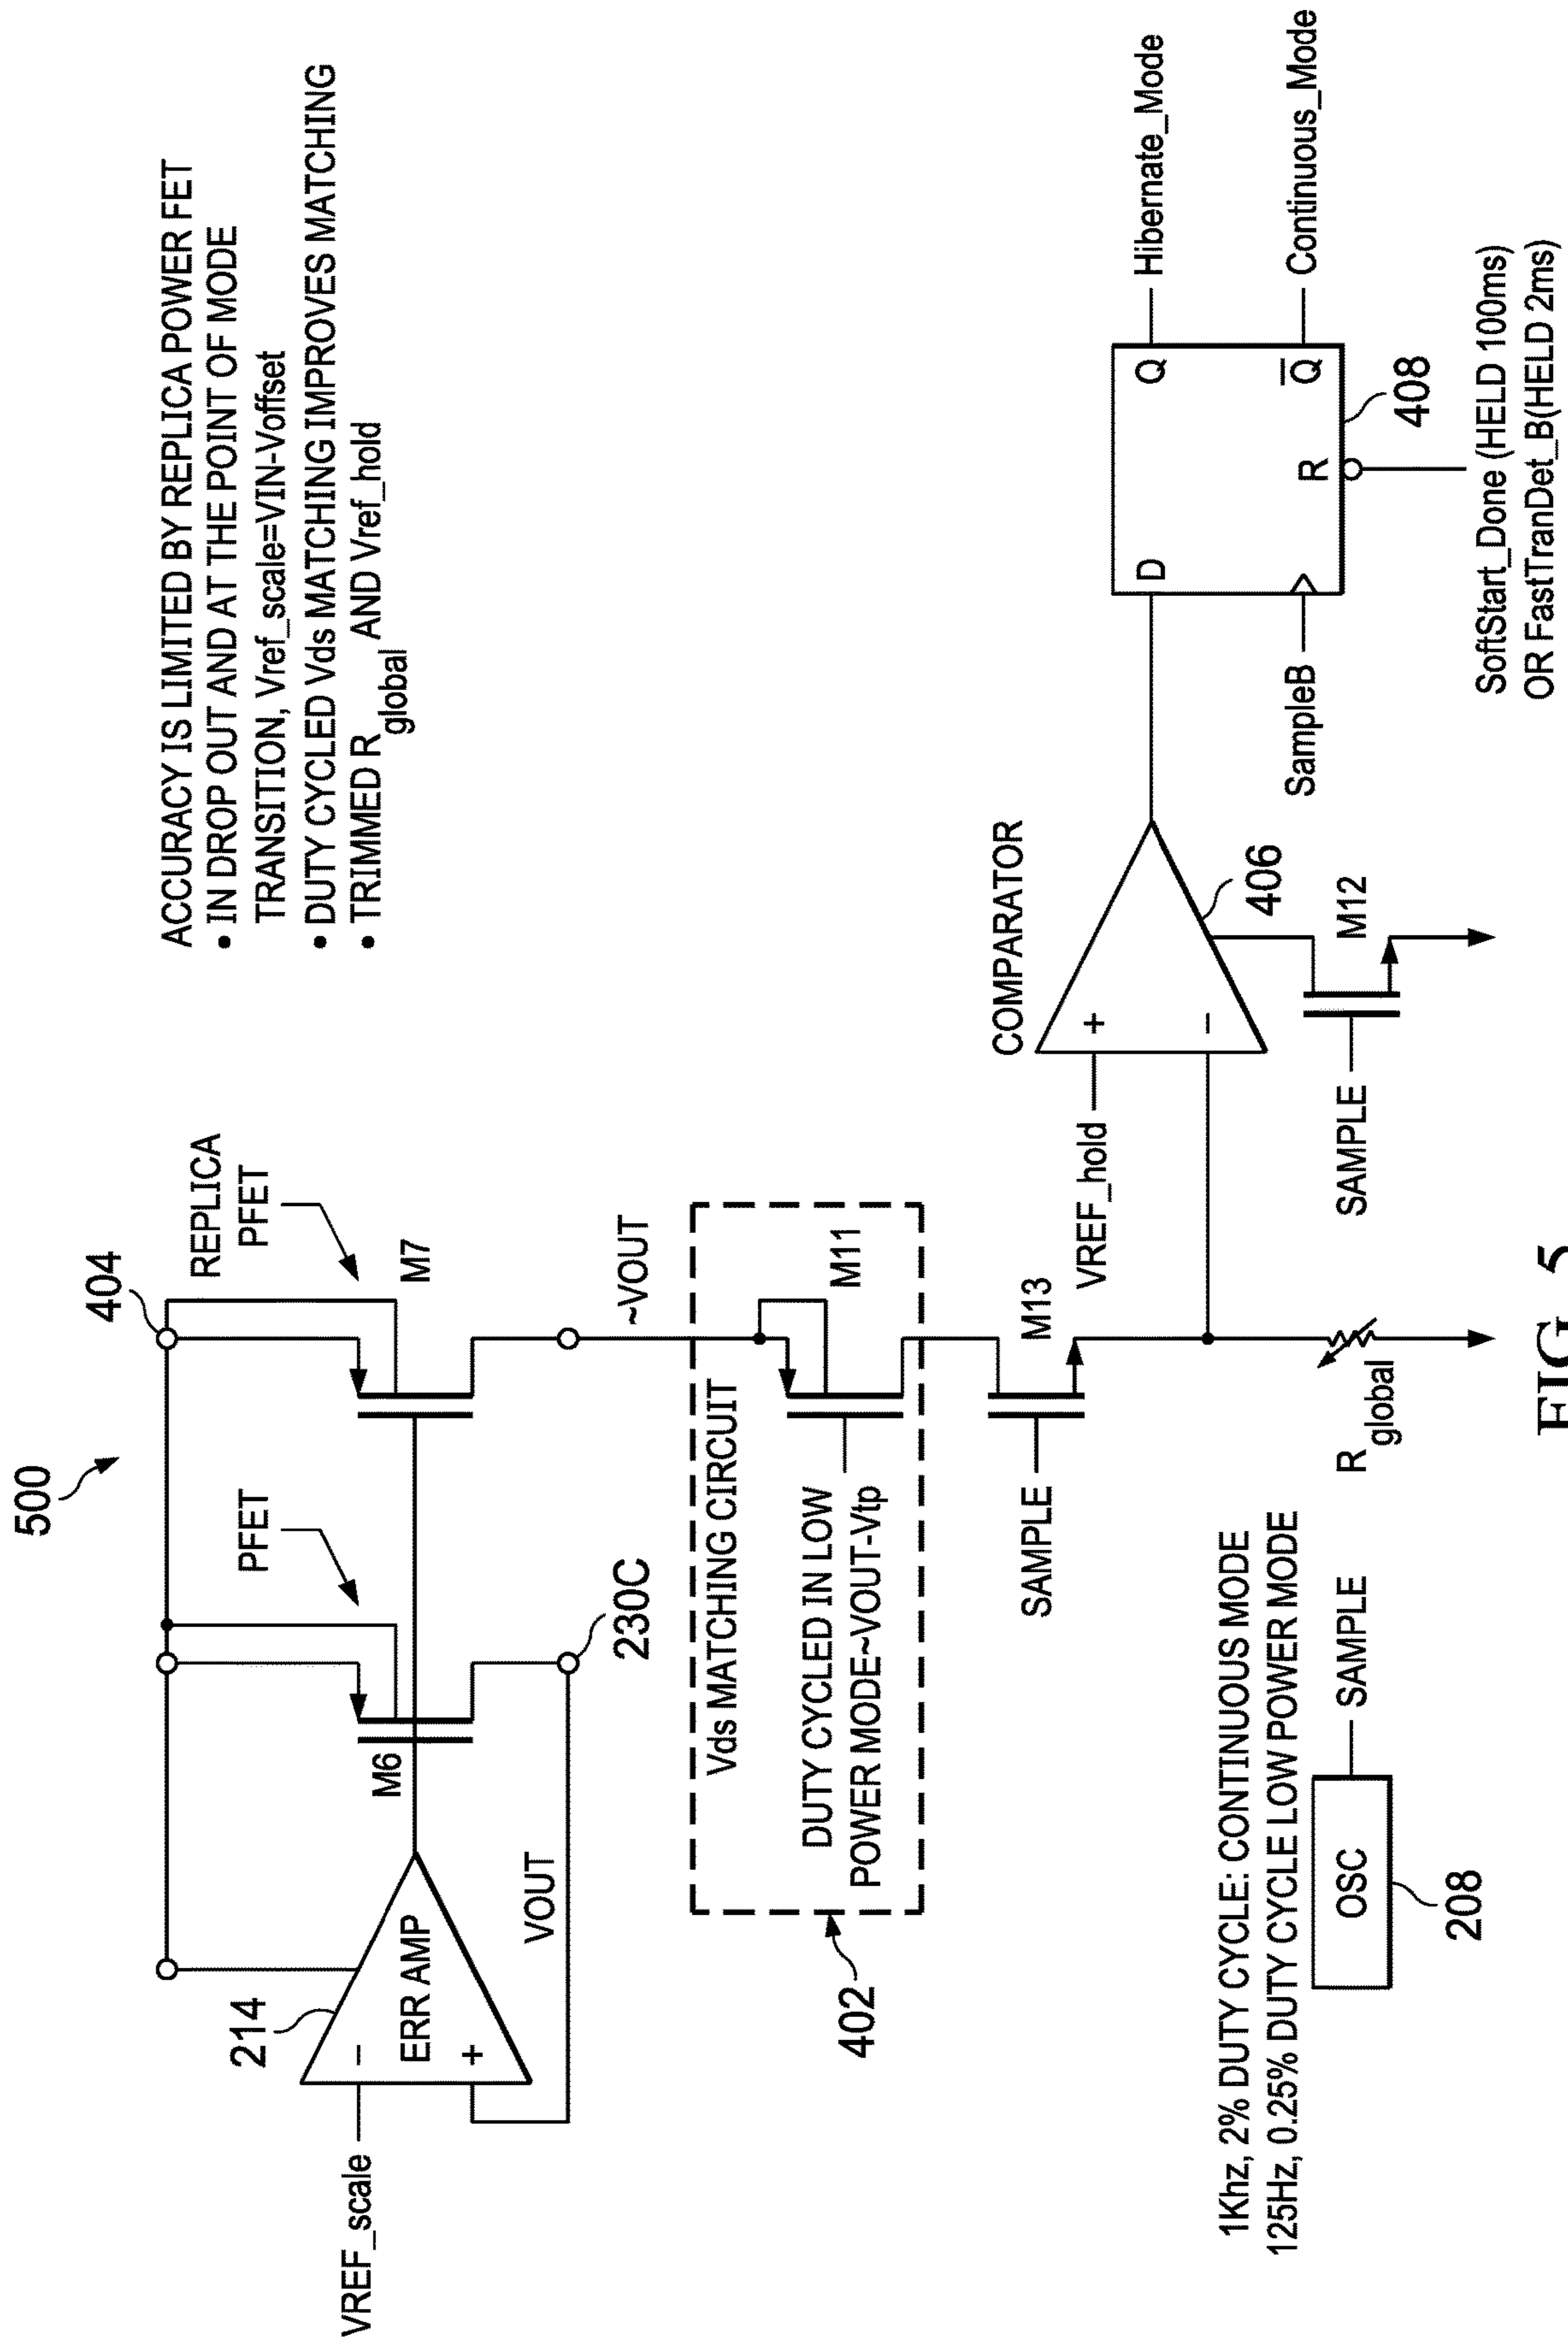 500
404
PFET
REPLICA
PFET
ACCURACY IS LIMITED BY REPLICA POWER FET
• IN DROP OUT AND AT THE POINT OF MODE
TRANSITION, Vref_scale=VIN-Voffset
• DUTY CYCLED Vds MATCHING IMPROVES MATCHING
• TRIMMED Rglobal AND Vref_hold
214
M6
M7
VREF_scale
−
ERR AMP
+
VOUT
230C
~VOUT
Vds MATCHING CIRCUIT
M11
DUTY CYCLED IN LOW
POWER MODE~VOUT-Vtp
402
SAMPLE
M13
COMPARATOR
VREF_hold
+
−
406
SAMPLE
M12
D
Q
Hibernate_Mode
SampleB
R
Q̅
Continuous_Mode
408
SoftStart_Done (HELD 100ms)
OR FastTranDet_B(HELD 2ms)
1Khz, 2% DUTY CYCLE: CONTINUOUS MODE
125Hz, 0.25% DUTY CYCLE LOW POWER MODE
OSC
SAMPLE
208
Rglobal
FIG. 5